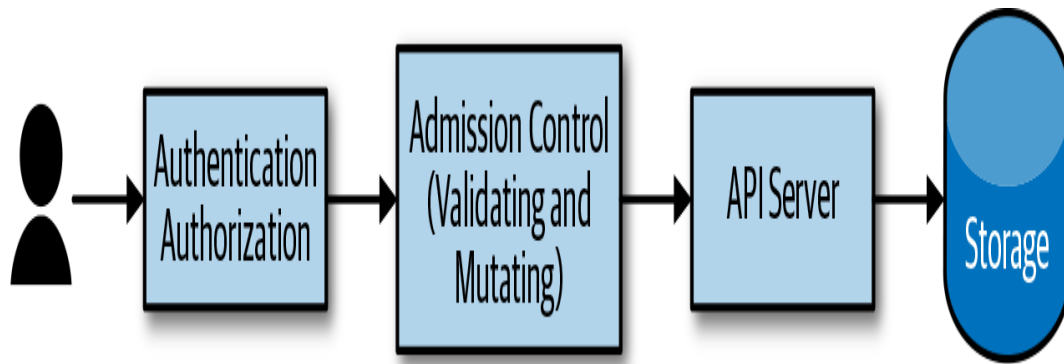 Authentication
Authorization
Admission Control
(Validating and
Mutating)
API Server
Storage